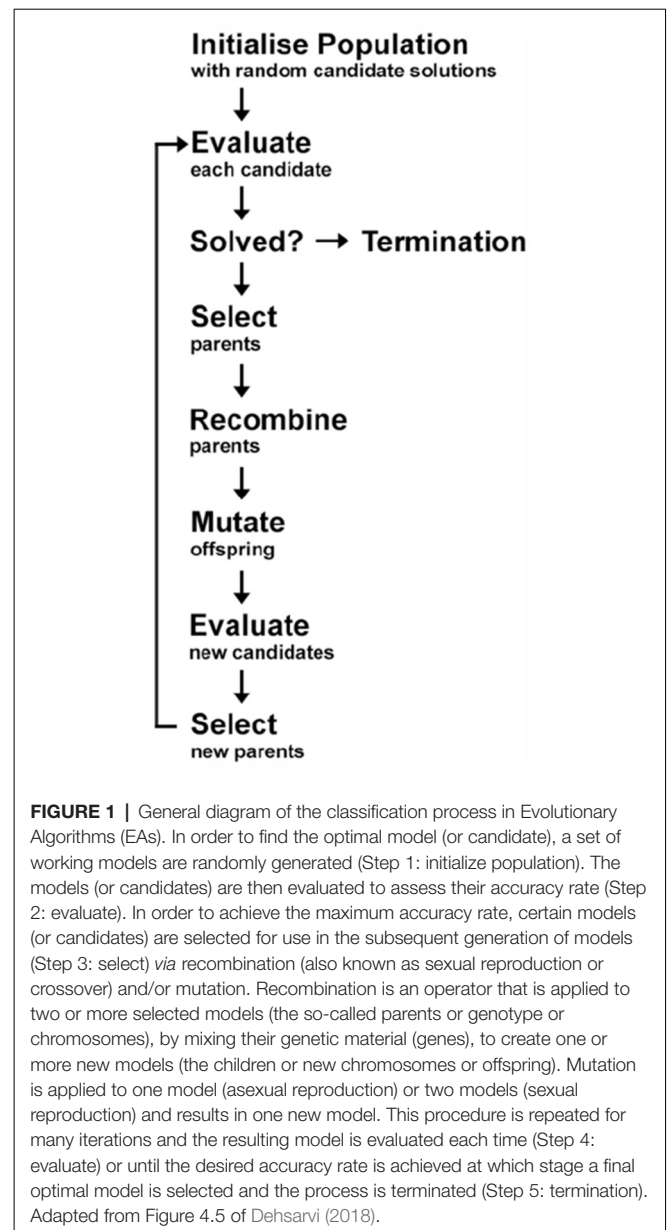 Initialise Population
with random candidate solutions
Evaluate
each candidate
Solved? → Termination
Select
parents
Recombine
parents
Mutate
offspring
Evaluate
new candidates
Select
new parents
FIGURE 1 | General diagram of the classification process in Evolutionary
Algorithms (EAs). In order to find the optimal model (or candidate), a set of
working models are randomly generated (Step 1: initialize population). The
models (or candidates) are then evaluated to assess their accuracy rate (Step
2: evaluate). In order to achieve the maximum accuracy rate, certain models
(or candidates) are selected for use in the subsequent generation of models
(Step 3: select) via recombination (also known as sexual reproduction or
crossover) and/or mutation. Recombination is an operator that is applied to
two or more selected models (the so-called parents or genotype or
chromosomes), by mixing their genetic material (genes), to create one or
more new models (the children or new chromosomes or offspring). Mutation
is applied to one model (asexual reproduction) or two models (sexual
reproduction) and results in one new model. This procedure is repeated for
many iterations and the resulting model is evaluated each time (Step 4:
evaluate) or until the desired accuracy rate is achieved at which stage a final
optimal model is selected and the process is terminated (Step 5: termination).
Adapted from Figure 4.5 of Dehsarvi (2018).